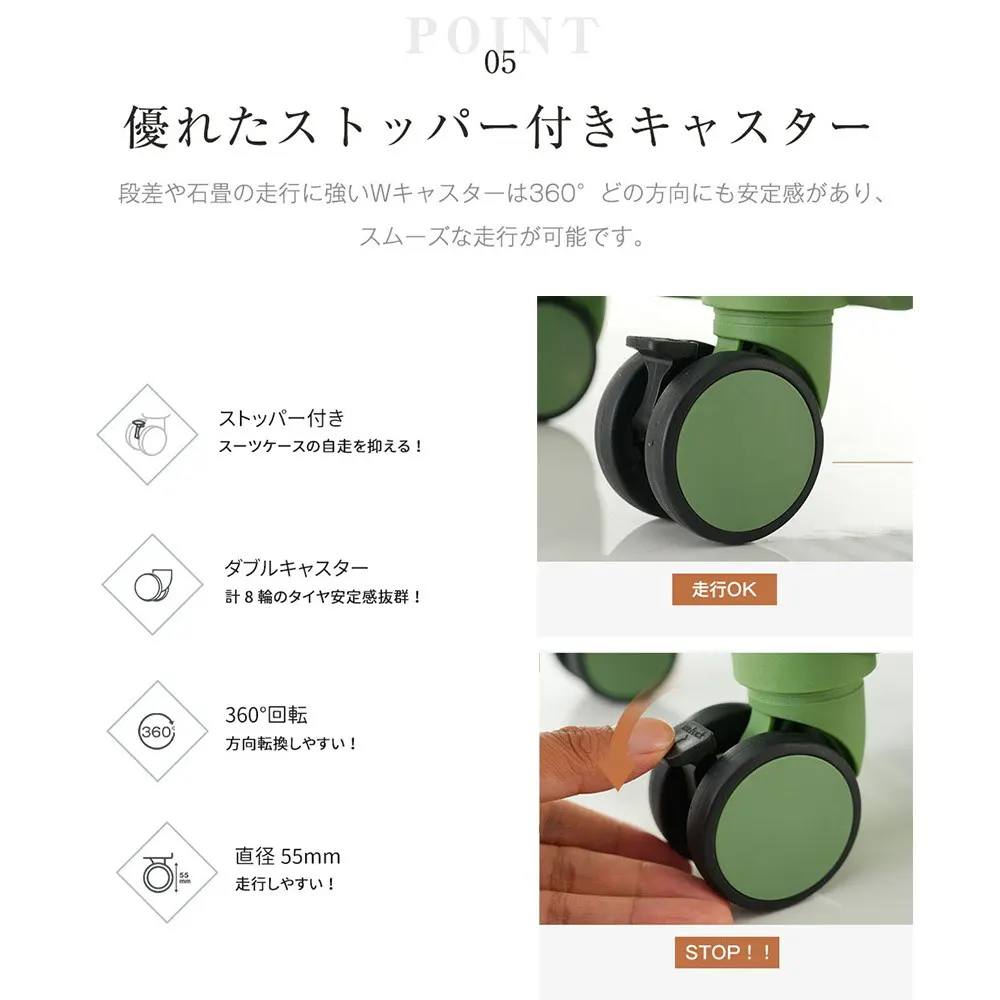 POINT
05
優れたストッパー付きキャスター
段差や石畳の走行に強いWキャスターは360°どの方向にも安定感があり、
スムーズな走行が可能です。
ストッパー付き
スーツケースの自走を抑える！
ダブルキャスター
計8輪のタイヤ安定感抜群！
360°
360°回転
方向転換しやすい！
55
mm
直径 55mm
走行しやすい！
走行OK
STOP！！